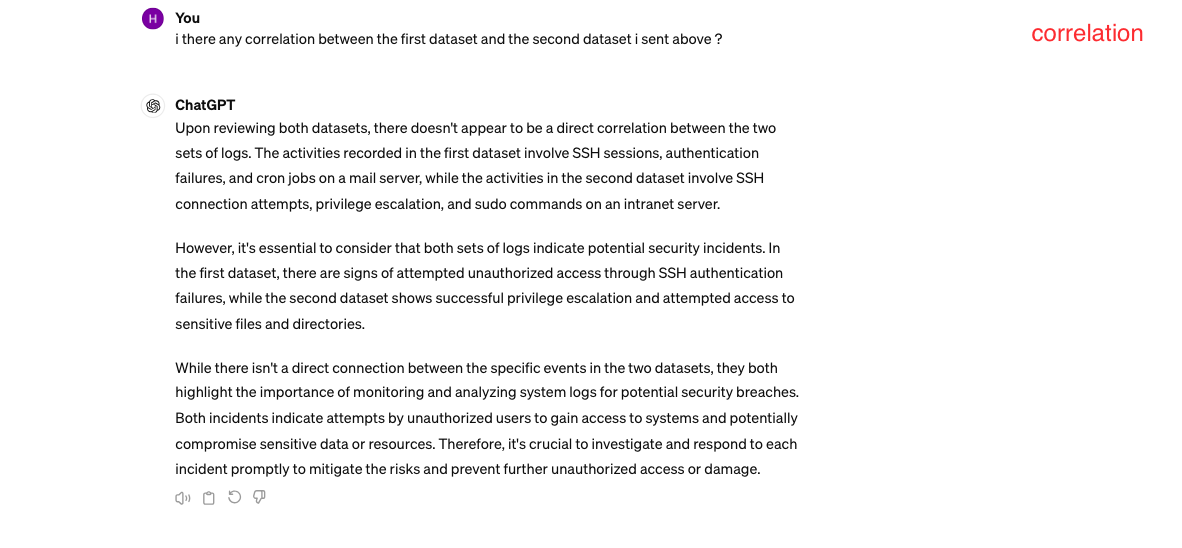 H
You
i there any correlation between the first dataset and the second dataset i sent above ?
correlation
ChatGPT
Upon reviewing both datasets, there doesn't appear to be a direct correlation between the two
sets of logs. The activities recorded in the first dataset involve SSH sessions, authentication
failures, and cron jobs on a mail server, while the activities in the second dataset involve SSH
connection attempts, privilege escalation, and sudo commands on an intranet server.
However, it's essential to consider that both sets of logs indicate potential security incidents. In
the first dataset, there are signs of attempted unauthorized access through SSH authentication
failures, while the second dataset shows successful privilege escalation and attempted access to
sensitive files and directories.
While there isn't a direct connection between the specific events in the two datasets, they both
highlight the importance of monitoring and analyzing system logs for potential security breaches.
Both incidents indicate attempts by unauthorized users to gain access to systems and potentially
compromise sensitive data or resources. Therefore, it's crucial to investigate and respond to each
incident promptly to mitigate the risks and prevent further unauthorized access or damage.